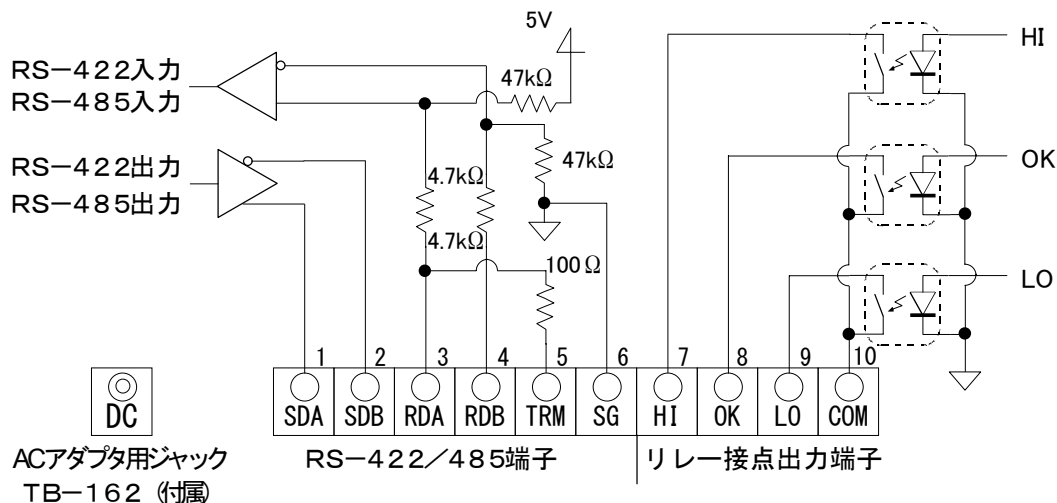 5V
HI
RS-422入力
RS-485入力
47kΩ
RS-422出力
RS-485出力
4.7kΩ
47kΩ
OK
4.7kΩ
100Ω
LO
1 2 3 4 5 6 7 8 9 10
DC SDA SDB RDA RDB TRM SG HI OK LO COM
ACアダプタ用ジャック
TB-162 (付属)
RS-422/485端子
リレー接点出力端子